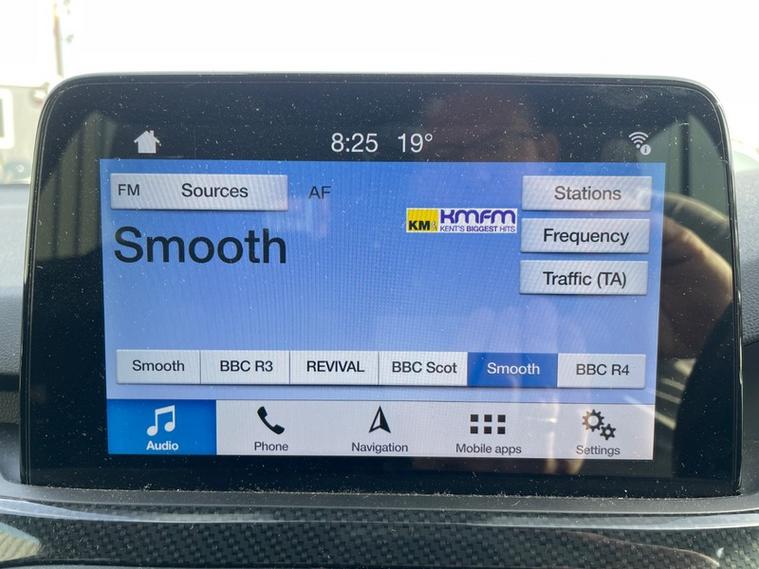 8:25 19°
FM Sources AF Stations
KM KMFM
KENT'S BIGGEST HITS
Smooth
Frequency
Traffic (TA)
Smooth BBC R3 REVIVAL BBC Scot Smooth BBC R4
Audio Phone Navigation Mobile apps Settings